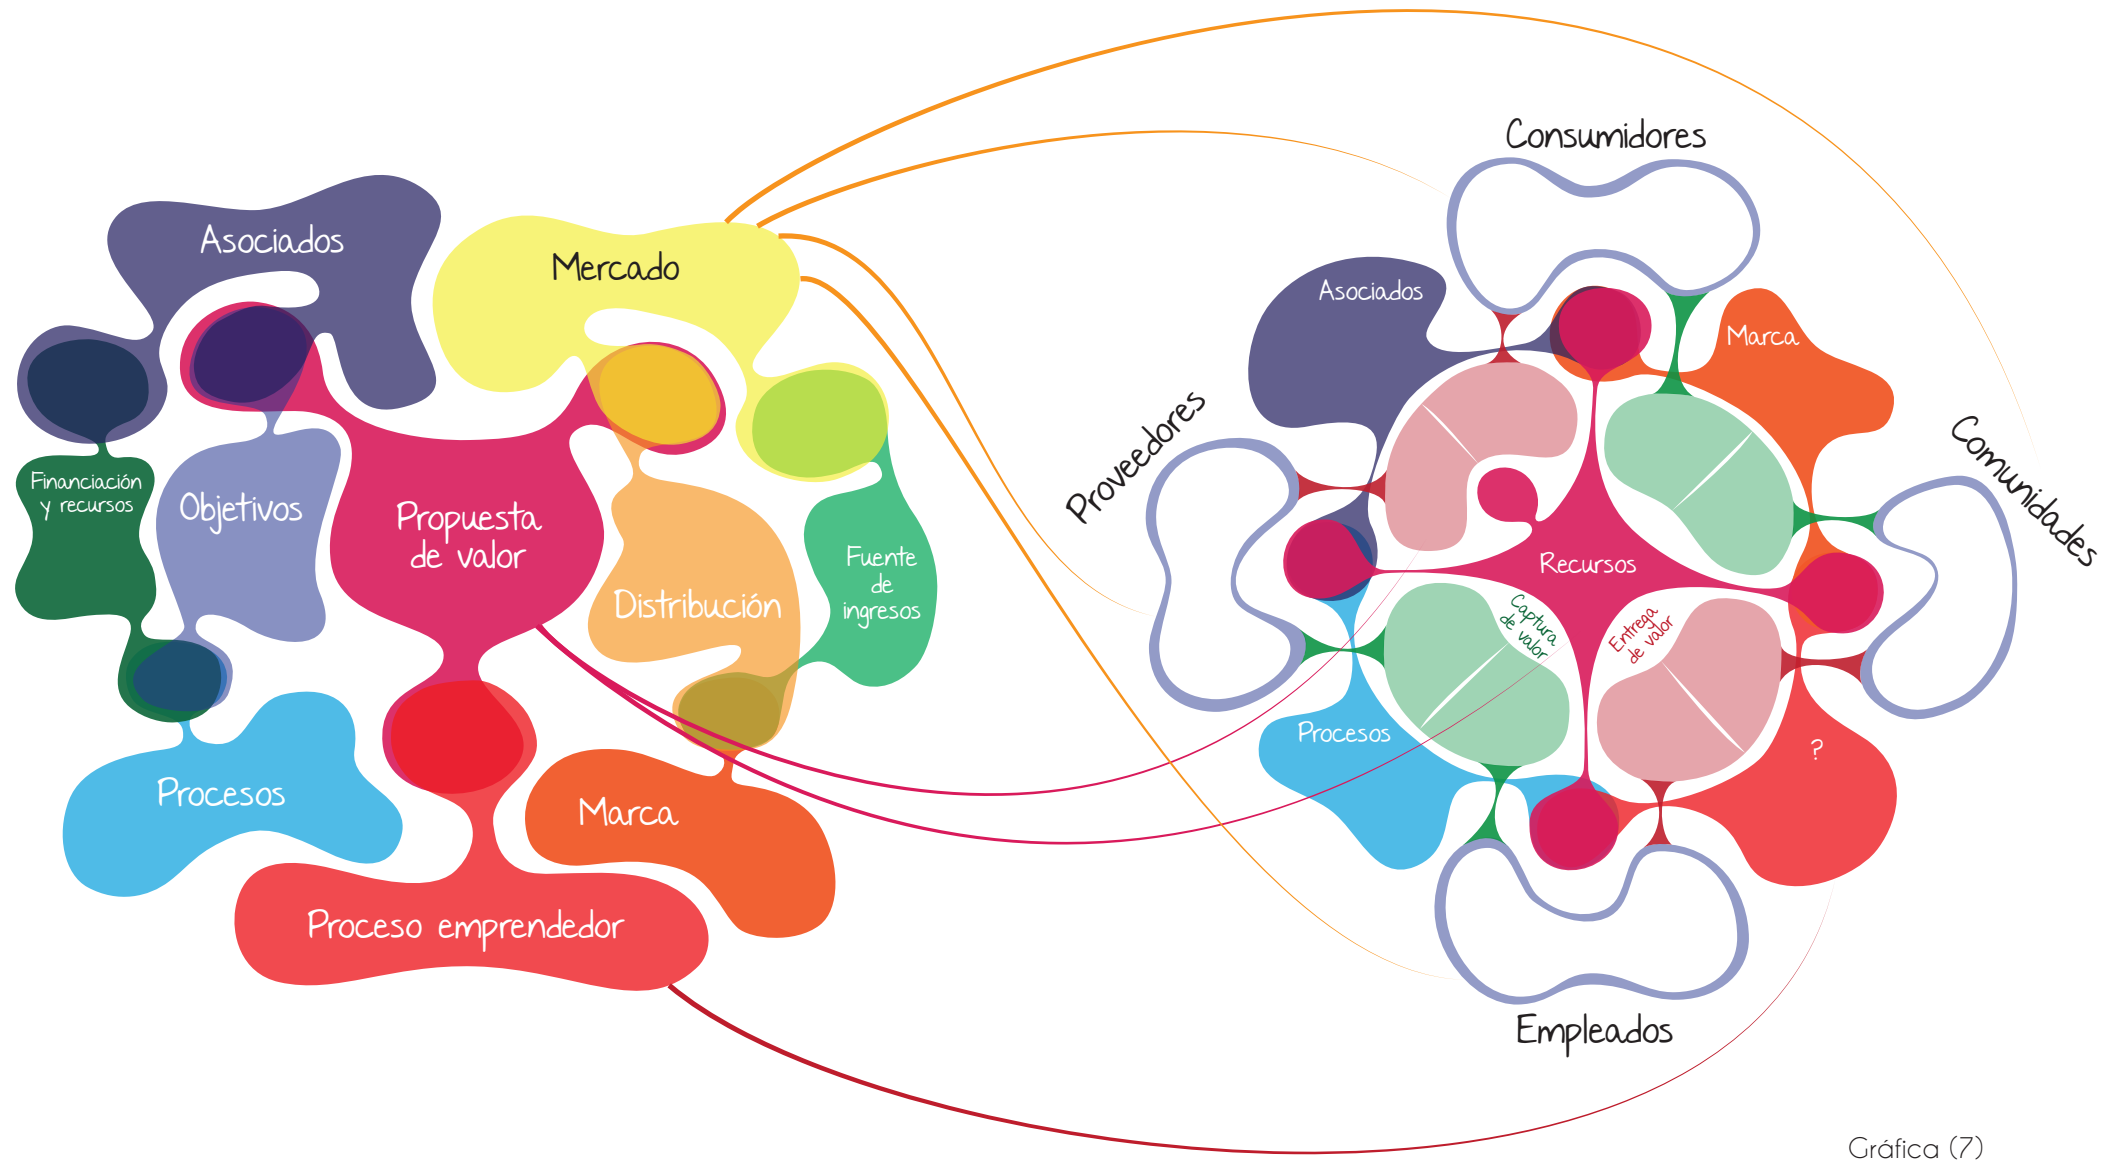 Asociados
Mercado
Financiación
y recursos
Objetivos
Propuesta
de valor
Distribución
Fuente
de
ingresos
Procesos
Marca
Proceso emprendedor
Consumidores
Asociados
Marca
Proveedores
Comunidades
Recursos
Captura
de valor
Entrega
de valor
Procesos
?
Empleados
Gráfica (7)